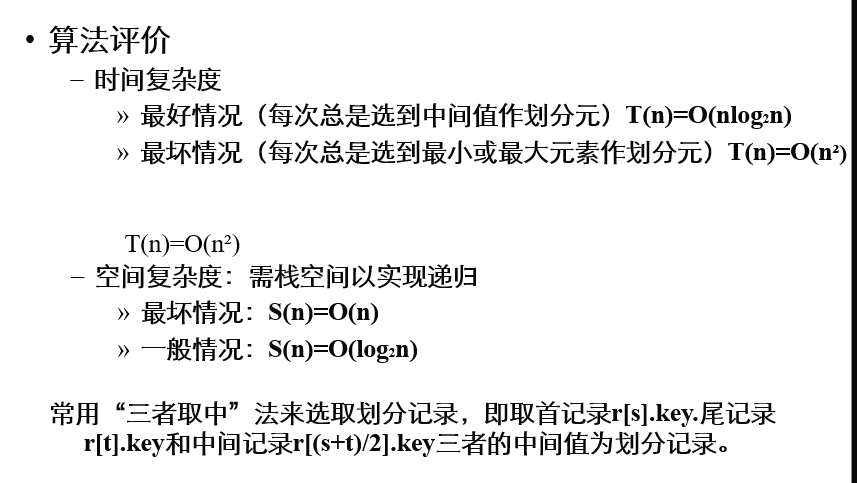 • 算法评价
– 时间复杂度
» 最好情况（每次总是选到中间值作划分元）T(n)=O(nlog₂n)
» 最坏情况（每次总是选到最小或最大元素作划分元）T(n)=O(n²)
T(n)=O(n²)
– 空间复杂度：需栈空间以实现递归
» 最坏情况：S(n)=O(n)
» 一般情况：S(n)=O(log₂n)
常用“三者取中”法来选取划分记录，即取首记录r[s].key.尾记录
r[t].key和中间记录r[(s+t)/2].key三者的中间值为划分记录。